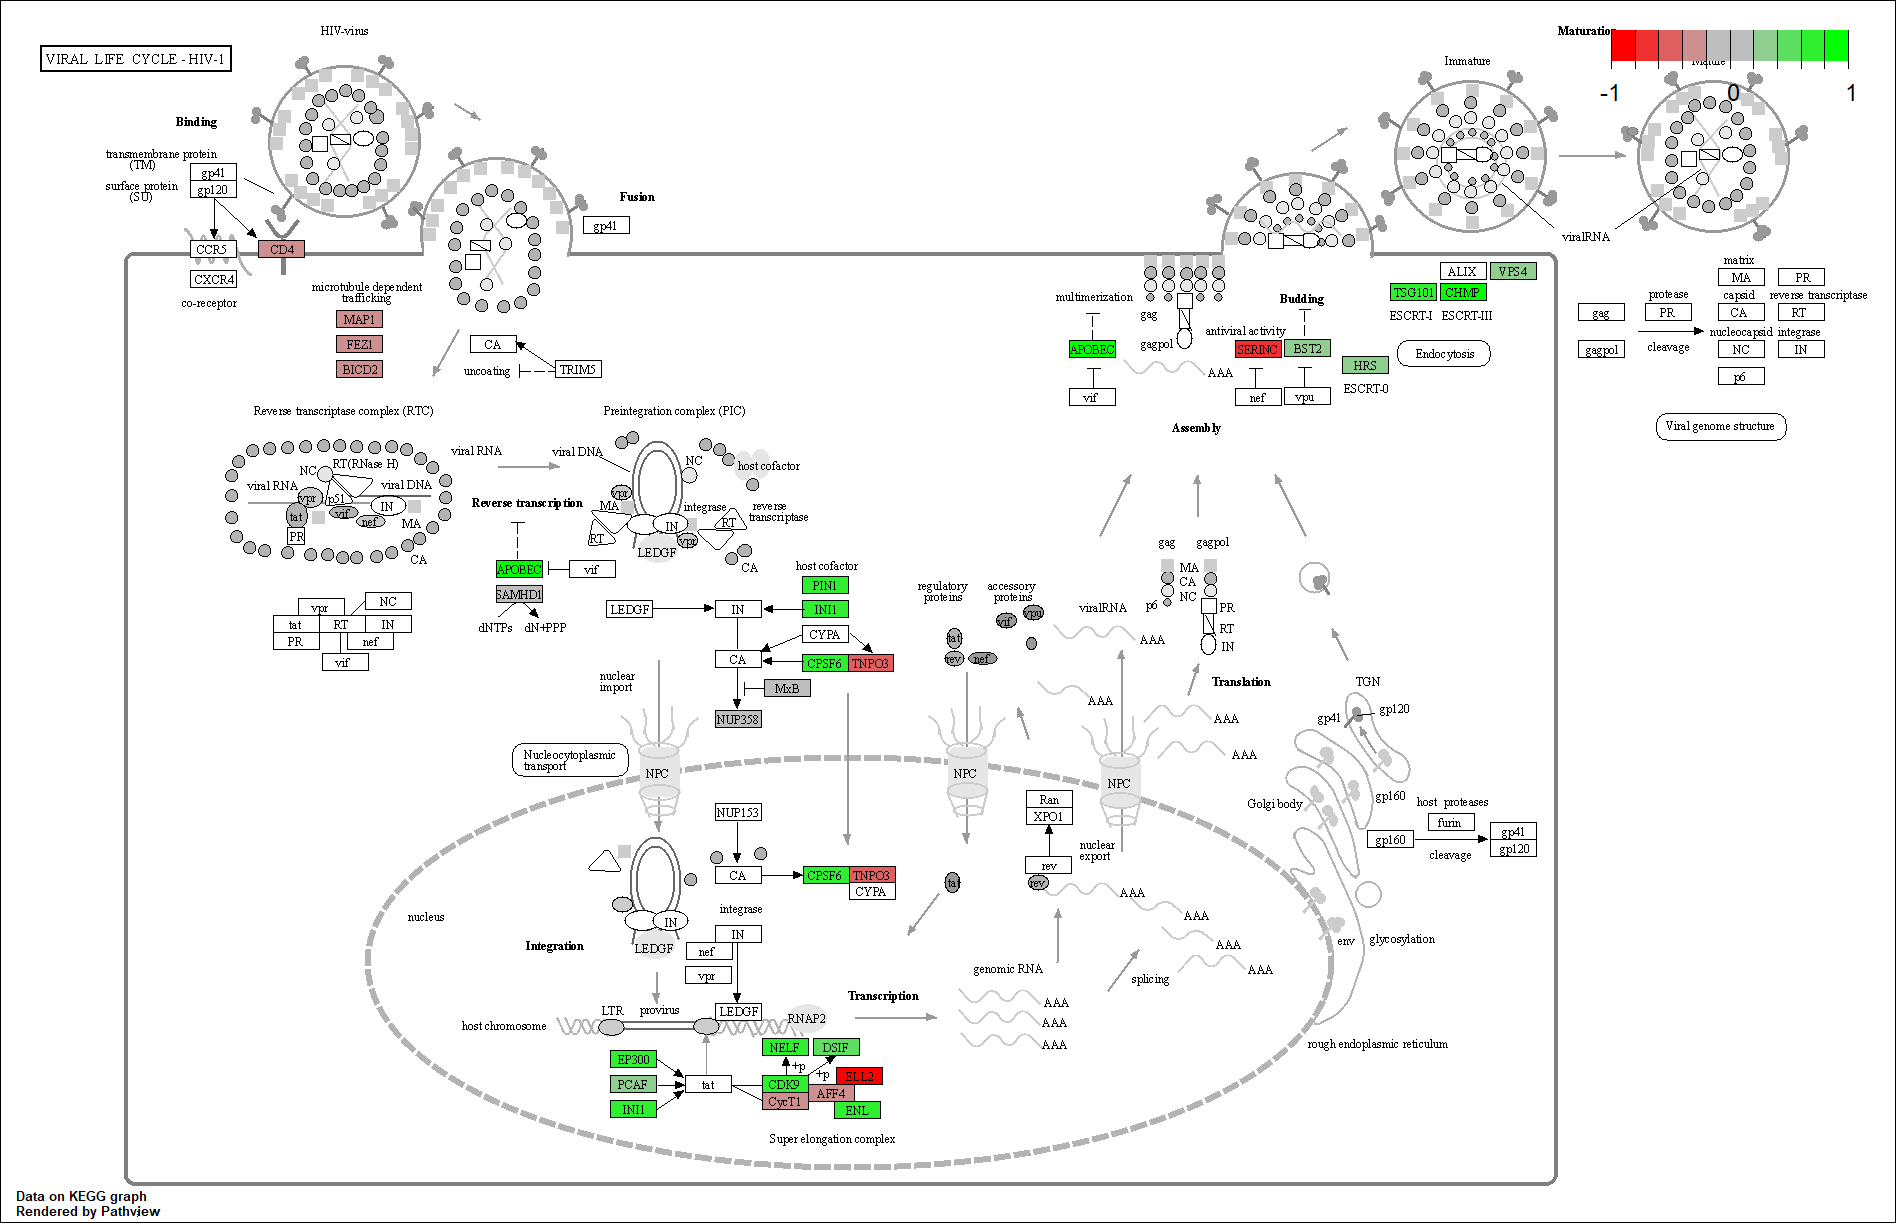 VIRAL LIFE CYCLE - HIV-1
HIV-virus
Binding
transmembrane protein
(TM)
gp41
surface protein
(SU)
gp120
CCR5
CD4
CXCR4
co-receptor
Fusion
gp41
microtubule dependent
trafficking
MAP1
FEZ1
BICD2
CA
uncoating
TRIM5
Reverse transcriptase complex (RTC)
NC
RT(RNase H)
viral RNA
viral DNA
vpr
p51
IN
tat
vif
nef
MA
PR
CA
vpr
NC
tat
RT
IN
PR
nef
vif
viral RNA
Preintegration complex (PIC)
viral DNA
NC
host cofactor
vpr
MA
integrase
reverse
transcriptase
IN
RT
RT
vpr
LEDGF
CA
Reverse transcription
APOBEC
vif
SAMHD1
dNTPs
dN+PPP
host cofactor
PIN1
LEDGF
IN
INI1
CYPA
CA
CPSF6
TNPO3
MxB
NUP358
nuclear
import
Nucleocytoplasmic
transport
NPC
NPC
NPC
NUP153
CA
CPSF6
TNPO3
CYPA
integrase
IN
nef
vpr
LEDGF
IN
LEDGF
nucleus
Integration
LTR
provirus
host chromosome
RNAP2
Transcription
EP300
PCAF
INI1
tat
NELF
DSIF
+p
+p
CDK9
ELL2
CycT1
AFF4
ENL
Super elongation complex
genomic RNA
AAA
AAA
AAA
splicing
AAA
AAA
AAA
AAA
tat
rev
rev
Ran
XPO1
nuclear
export
regulatory
proteins
accessory
proteins
tat
rev
nef
vif
vpu
viralRNA
AAA
AAA
AAA
AAA
Translation
gag
gagpol
MA
CA
NC
p6
PR
RT
IN
TGN
gp41
gp120
Golgi body
gp160
host proteases
furin
gp160
cleavage
gp41
gp120
env
glycosylation
rough endoplasmic reticulum
Assembly
multimerization
APOBEC
vif
gag
gagpol
AAA
Budding
antiviral activity
SERINC
BST2
nef
vpu
HRS
ESCRT-0
ALIX
VPS4
TSG101
CHMP
ESCRT-I
ESCRT-III
Endocytosis
Maturation
Immature
Mature
-1
0
1
viralRNA
matrix
MA
PR
protease
capsid
reverse transcriptase
gag
PR
CA
RT
nucleocapsid
integrase
gagpol
cleavage
NC
IN
p6
Viral genome structure
Data on KEGG graph
Rendered by Pathview